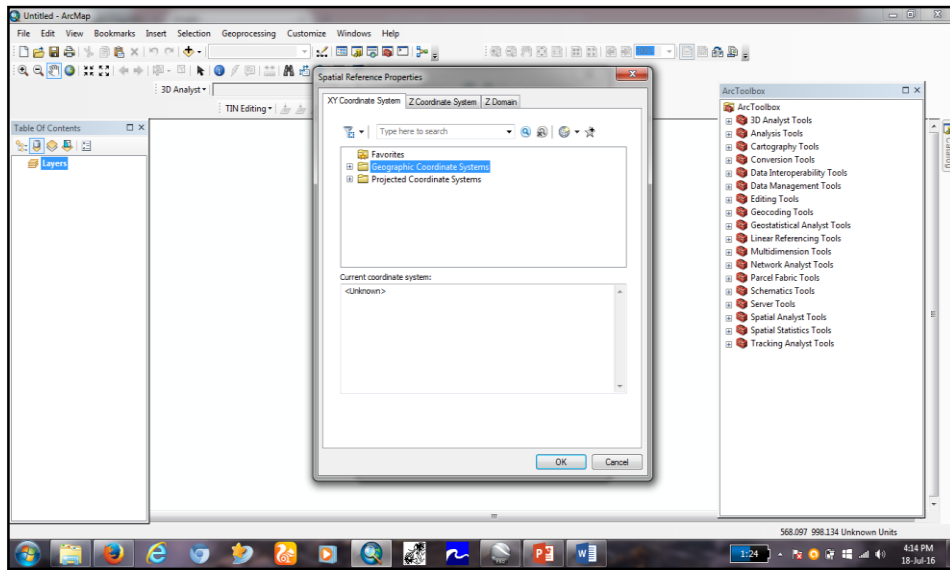 Untitled - ArcMap
File Edit View Bookmarks Insert Selection Geoprocessing Customize Windows Help
3D Analyst
TIN Editing
Table Of Contents
Layers
Spatial Reference Properties
XY Coordinate System Z Coordinate System Z Domain
Type here to search
Favorites
Geographic Coordinate Systems
Projected Coordinate Systems
Current coordinate system:
<Unknown>
OK Cancel
ArcToolbox
ArcToolbox
3D Analyst Tools
Analysis Tools
Cartography Tools
Conversion Tools
Data Interoperability Tools
Data Management Tools
Editing Tools
Geocoding Tools
Geostatistical Analyst Tools
Linear Referencing Tools
Multidimension Tools
Network Analyst Tools
Parcel Fabric Tools
Schematics Tools
Server Tools
Spatial Analyst Tools
Spatial Statistics Tools
Tracking Analyst Tools
568.097 998.134 Unknown Units
1:24
4:14 PM
18-Jul-16